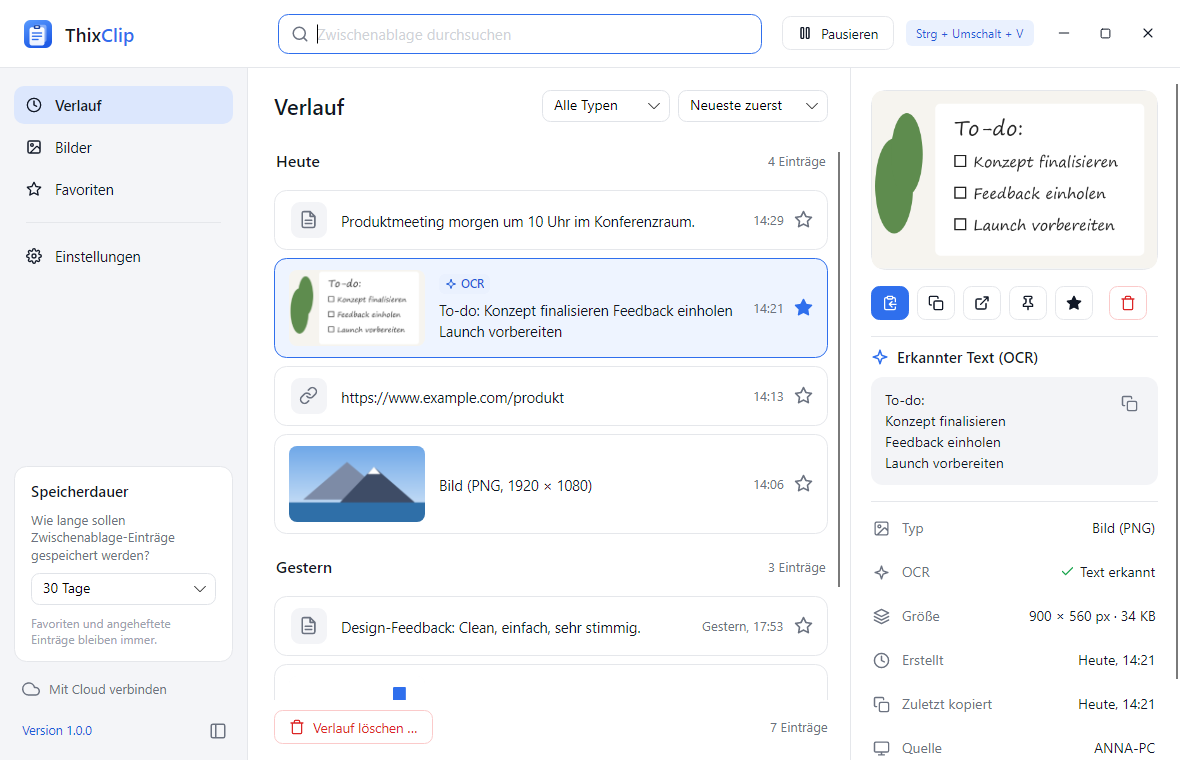 ThixClip
Zwischenablage durchsuchen
Pausieren
Strg + Umschalt + V
Verlauf
Bilder
Favoriten
Einstellungen
Speicherdauer
Wie lange sollen
Zwischenablage-Einträge
gespeichert werden?
30 Tage
Favoriten und angeheftete
Einträge bleiben immer.
Mit Cloud verbinden
Version 1.0.0
Verlauf
Alle Typen
Neueste zuerst
Heute
4 Einträge
Produktmeeting morgen um 10 Uhr im Konferenzraum.
14:29
To-do:
Konzept finalisieren
Feedback einholen
Launch vorbereiten
OCR
To-do: Konzept finalisieren Feedback einholen
Launch vorbereiten
14:21
https://www.example.com/produkt
14:13
Bild (PNG, 1920 × 1080)
14:06
Gestern
3 Einträge
Design-Feedback: Clean, einfach, sehr stimmig.
Gestern, 17:53
Verlauf löschen ...
7 Einträge
To-do:
Konzept finalisieren
Feedback einholen
Launch vorbereiten
Erkannter Text (OCR)
To-do:
Konzept finalisieren
Feedback einholen
Launch vorbereiten
Typ
Bild (PNG)
OCR
Text erkannt
Größe
900 × 560 px · 34 KB
Erstellt
Heute, 14:21
Zuletzt kopiert
Heute, 14:21
Quelle
ANNA-PC